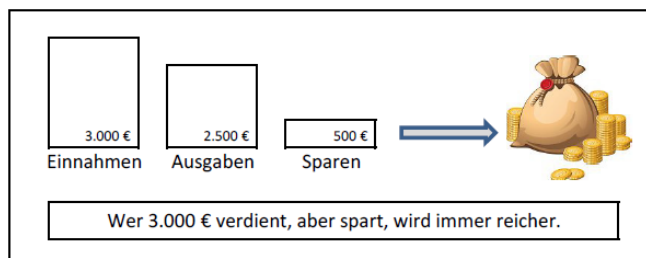 3.000 € 2.500 € 500 €
Einnahmen Ausgaben Sparen
Wer 3.000 € verdient, aber spart, wird immer reicher.